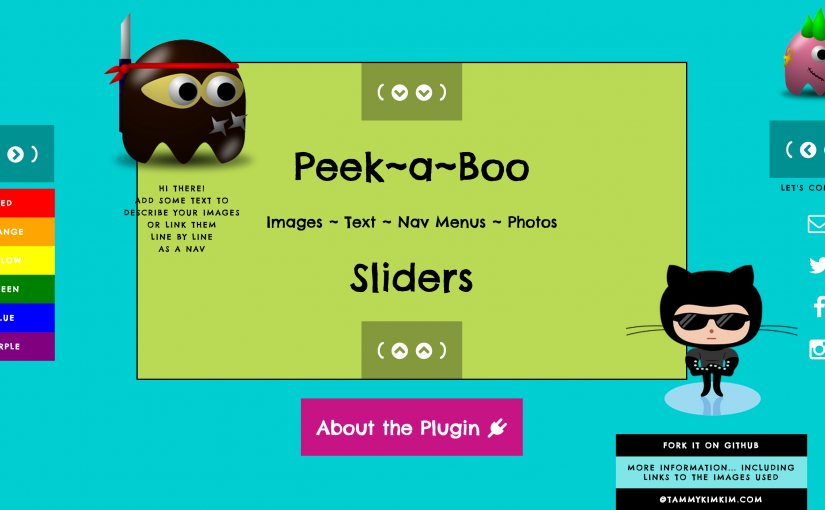 Peek~a~Boo
Images ~ Text ~ Nav Menus ~ Photos
Sliders
HI THERE!
ADD SOME TEXT TO
DESCRIBE YOUR IMAGES
OR LINK THEM
LINE BY LINE
AS A NAV
ED
ANGE
LOW
EEN
LUE
RPLE
LET'S CO
About the Plugin
FORK IT ON GITHUB
MORE INFORMATION... INCLUDING
LINKS TO THE IMAGES USED
@TAMMYKIMKIM.COM